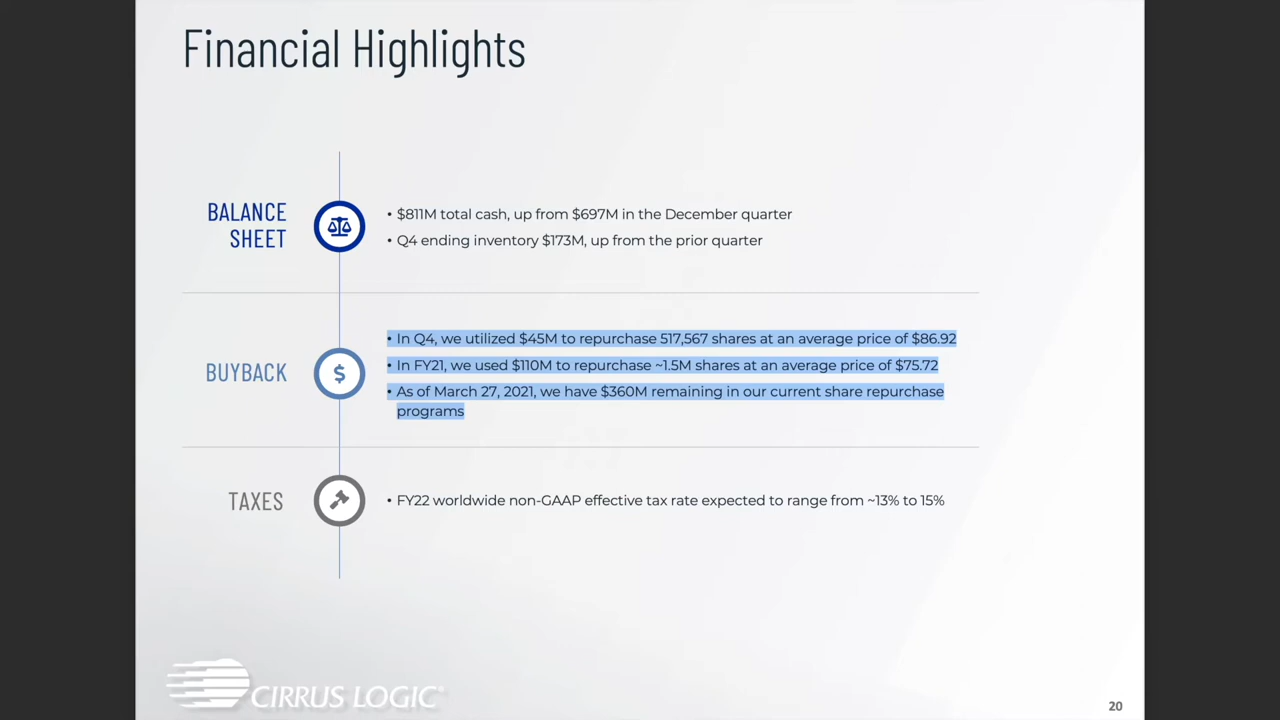 Financial Highlights
BALANCE
SHEET
• $811M total cash, up from $697M in the December quarter
• Q4 ending inventory $173M, up from the prior quarter
BUYBACK
• In Q4, we utilized $45M to repurchase 517,567 shares at an average price of $86.92
• In FY21, we used $110M to repurchase ~1.5M shares at an average price of $75.72
• As of March 27, 2021, we have $360M remaining in our current share repurchase
programs
TAXES
• FY22 worldwide non-GAAP effective tax rate expected to range from ~13% to 15%
CIRRUS LOGIC®
20